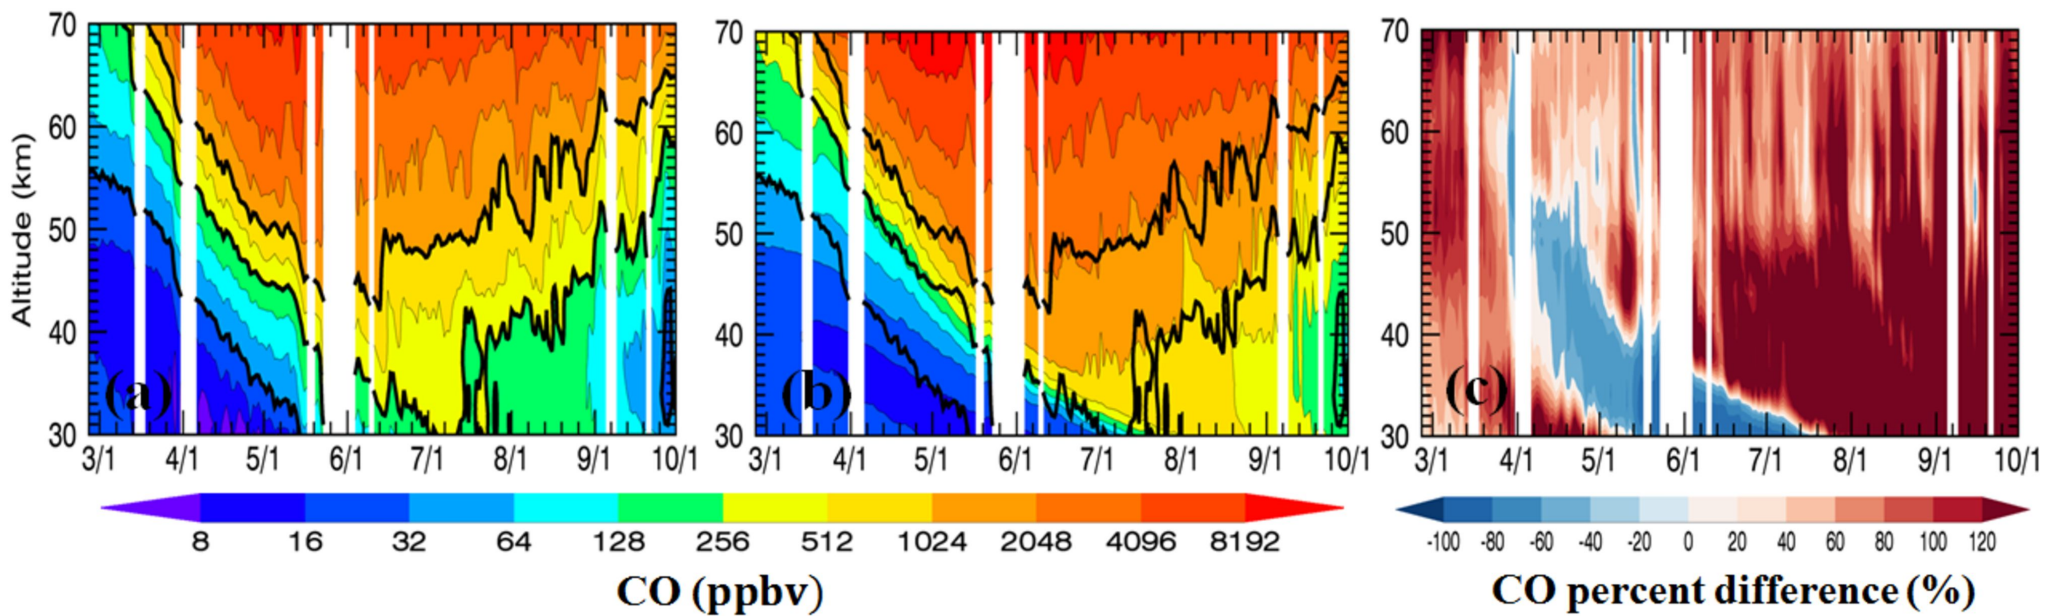 70 70 70
60 60 60
Altitude (km)
50 50 50
40 40 40
(a) (b) (c)
30 30 30
3/1 4/1 5/1 6/1 7/1 8/1 9/1 10/1 3/1 4/1 5/1 6/1 7/1 8/1 9/1 10/1 3/1 4/1 5/1 6/1 7/1 8/1 9/1 10/1
8 16 32 64 128 256 512 1024 2048 4096 8192 -100 -80 -60 -40 -20 0 20 40 60 80 100 120
CO (ppbv) CO percent difference (%)